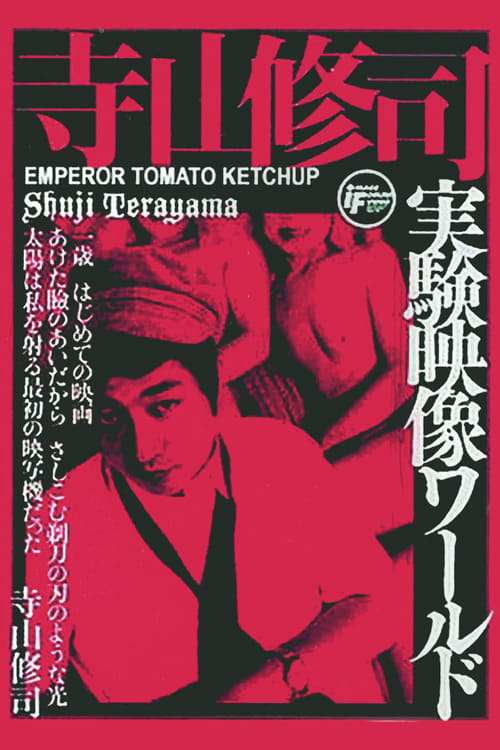 寺山修司
EMPEROR TOMATO KETCHUP
Shuji Terayama
IF
実験映像ワールド
一歳 はじめての映画
あけた瞼のあいだから さしこむ剃刀の刃のような光
太陽は私を射る最初の映写機だった
寺山修司